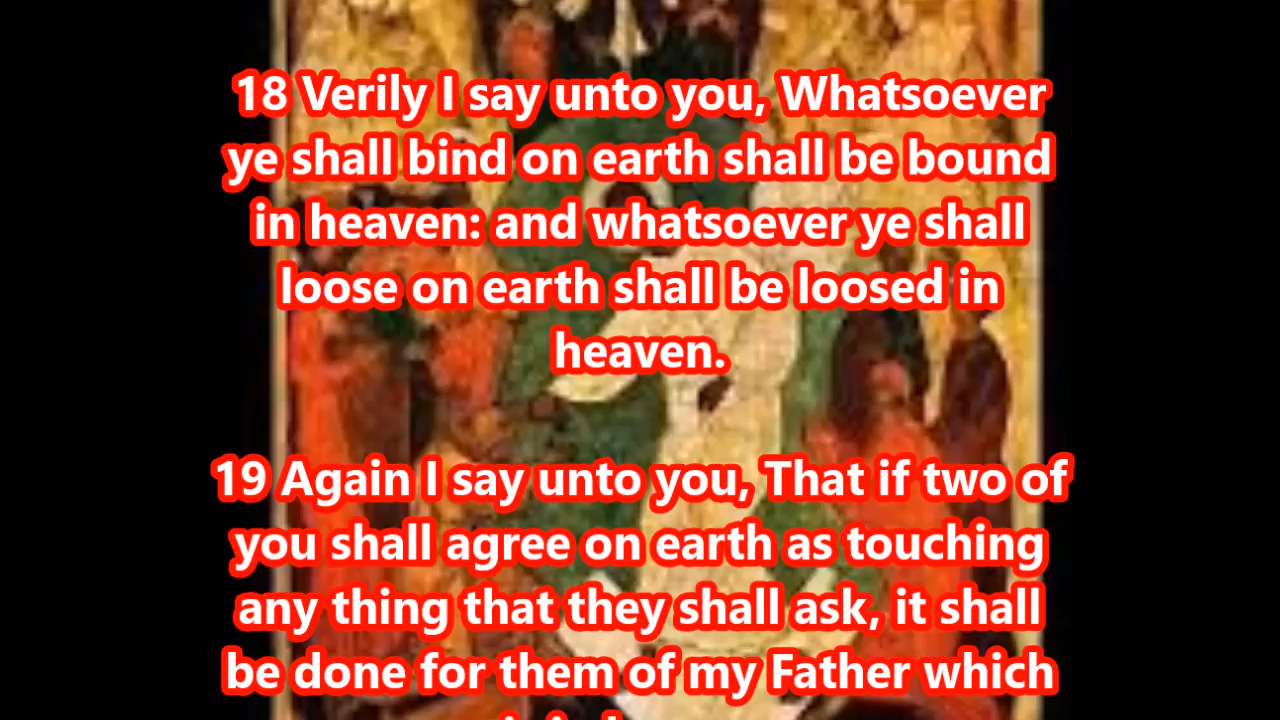 18 Verily I say unto you, Whatsoever
ye shall bind on earth shall be bound
in heaven: and whatsoever ye shall
loose on earth shall be loosed in
heaven.
19 Again I say unto you, That if two of
you shall agree on earth as touching
any thing that they shall ask, it shall
be done for them of my Father which